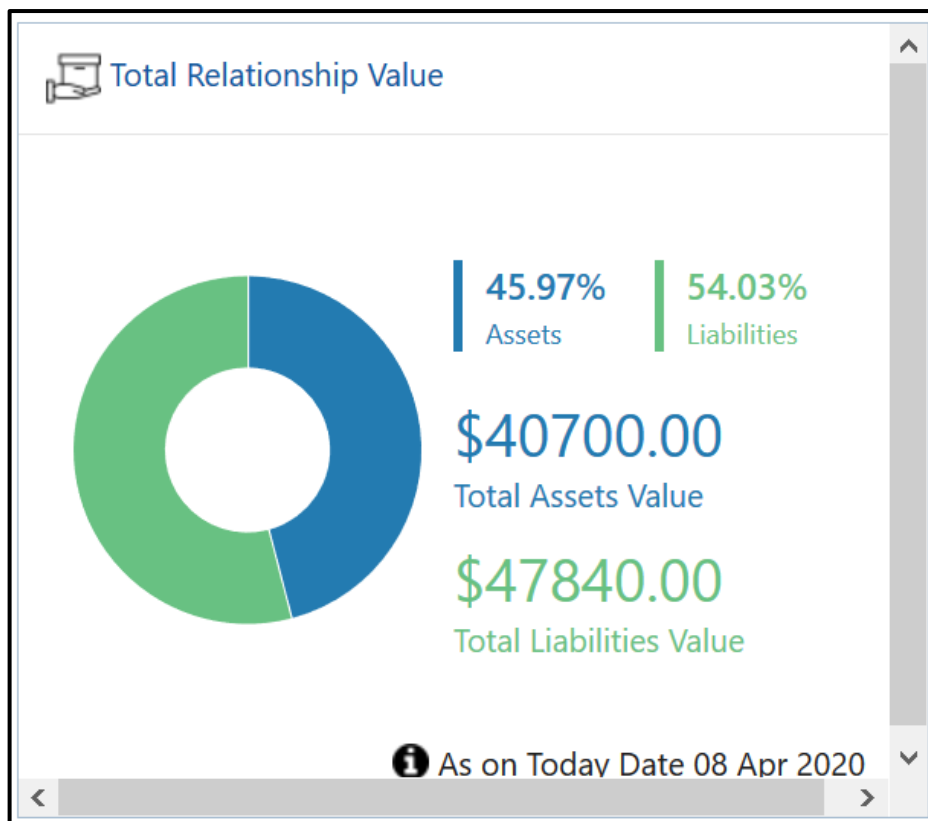 Total Relationship Value
45.97% 54.03%
Assets Liabilities
$40700.00
Total Assets Value
$47840.00
Total Liabilities Value
As on Today Date 08 Apr 2020